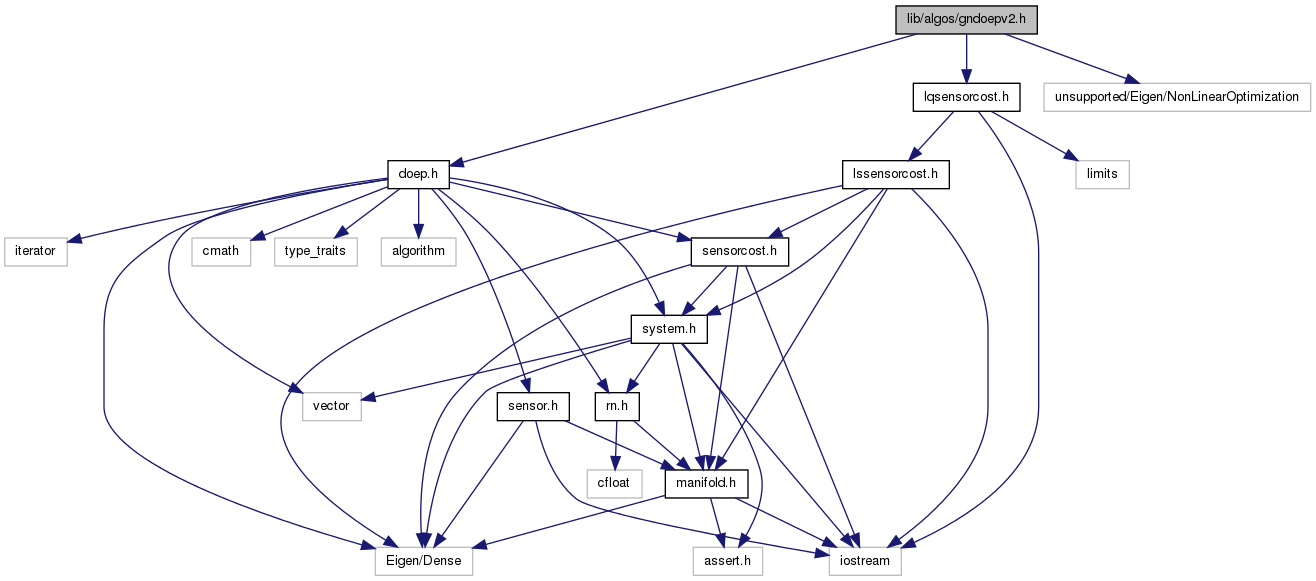 lib/algos/gndoepv2.h
lqsensorcost.h
unsupported/Eigen/NonLinearOptimization
doep.h
lssensorcost.h
limits
iterator
cmath
type_traits
algorithm
sensorcost.h
system.h
vector
sensor.h
rn.h
cfloat
manifold.h
Eigen/Dense
assert.h
iostream